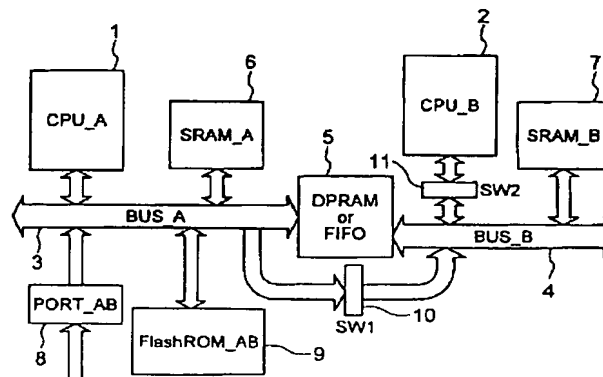 1
2
6
7
CPU_A
SRAM_A
5
CPU_B
SRAM_B
11
SW2
DPRAM
or
FIFO
BUS_A
BUS_B
3
4
PORT_AB
8
FlashROM_AB
9
SW1
10